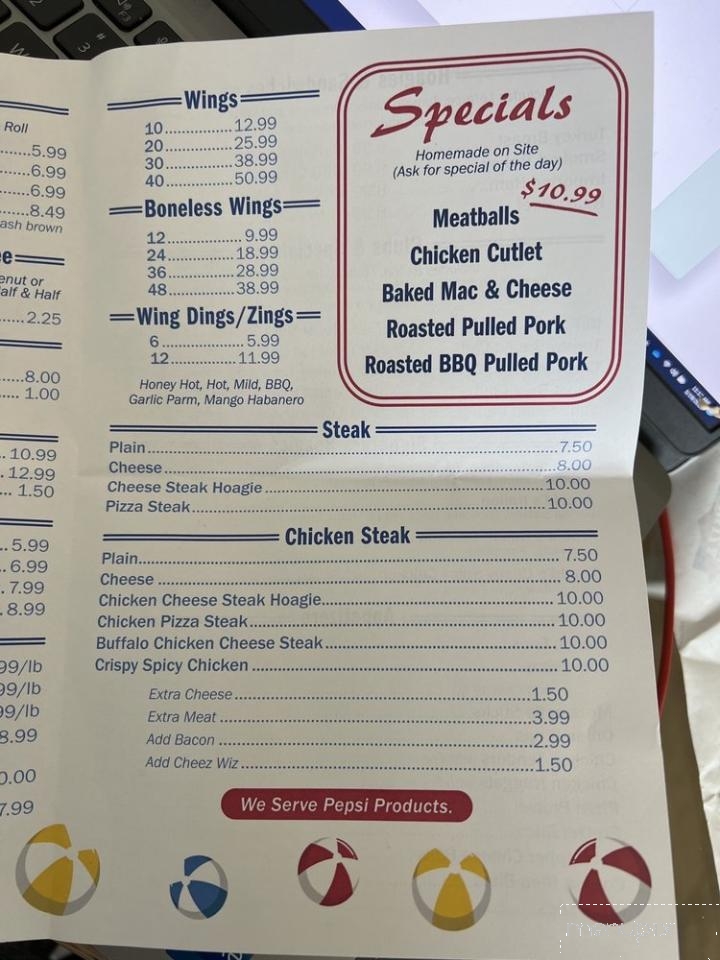 Roll
.....5.99
....6.99
....6.99
....8.49
ash brown
e
enut or
alf & Half
.....2.25
.....8.00
.... 1.00
.. 10.99
. 12.99
... 1.50
.. 5.99
.. 6.99
. 7.99
. 8.99
99/lb
99/lb
99/lb
8.99
0.00
7.99
Wings
10................12.99
20................25.99
30................38.99
40................50.99
Boneless Wings
12................9.99
24................18.99
36................28.99
48................38.99
Wing Dings/Zings
6................5.99
12................11.99
Honey Hot, Hot, Mild, BBQ,
Garlic Parm, Mango Habanero
Specials
Homemade on Site
(Ask for special of the day)
$10.99
Meatballs
Chicken Cutlet
Baked Mac & Cheese
Roasted Pulled Pork
Roasted BBQ Pulled Pork
Steak
Plain................7.50
Cheese................8.00
Cheese Steak Hoagie................10.00
Pizza Steak................10.00
Chicken Steak
Plain................7.50
Cheese................8.00
Chicken Cheese Steak Hoagie................10.00
Chicken Pizza Steak................10.00
Buffalo Chicken Cheese Steak................10.00
Crispy Spicy Chicken................10.00
Extra Cheese................1.50
Extra Meat................3.99
Add Bacon................2.99
Add Cheez Wiz................1.50
We Serve Pepsi Products.